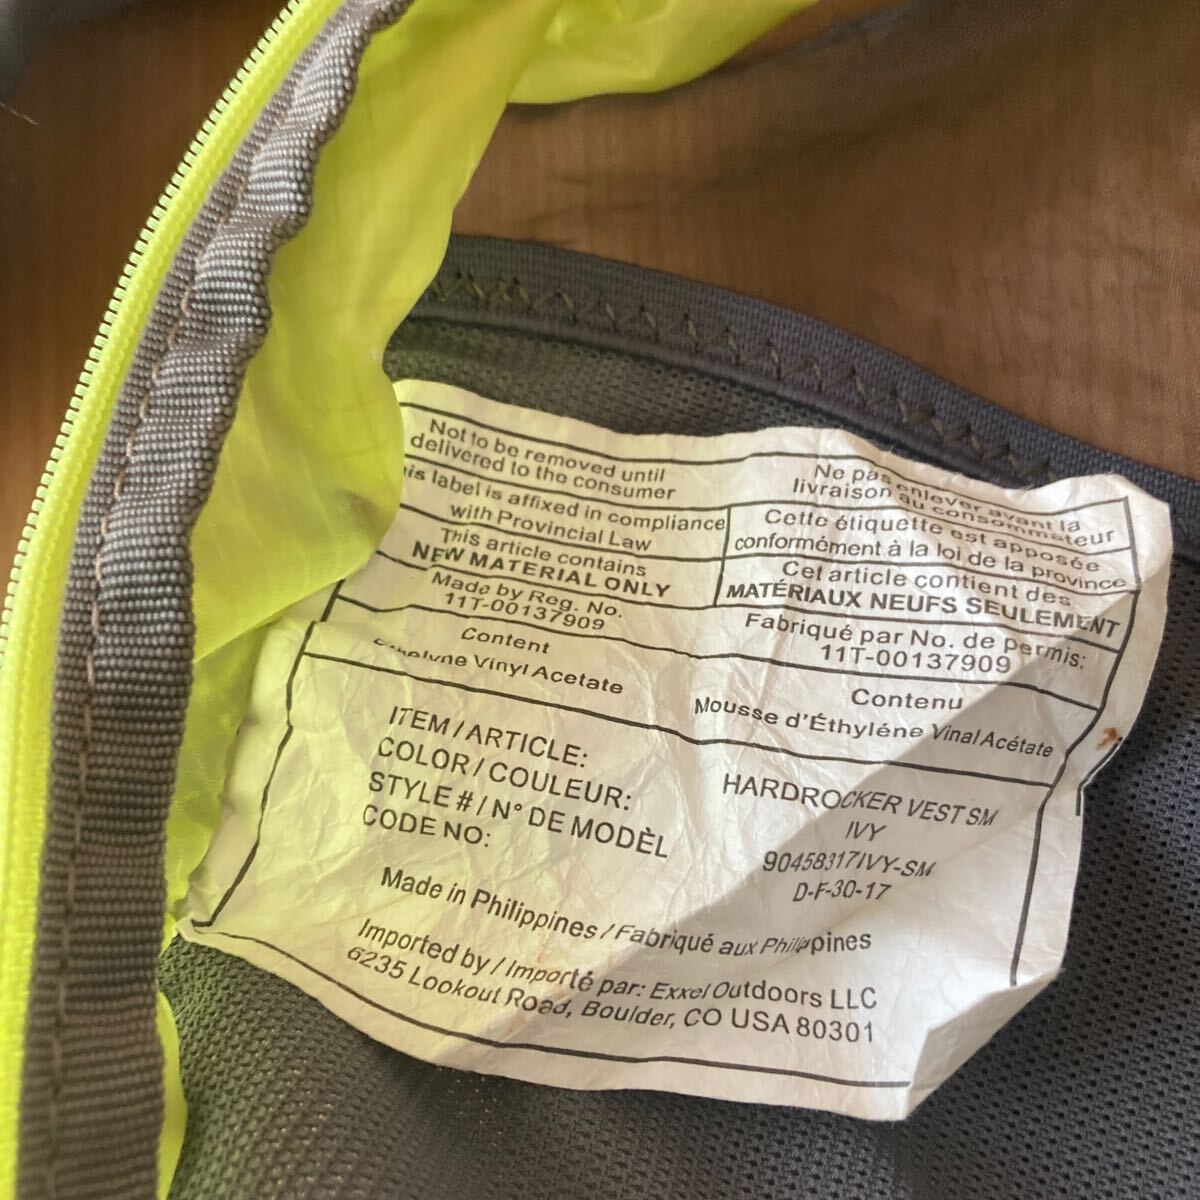 Not to be removed until
delivered to the consumer
Ne pas enlever avant la
livraison au consommateur
his label is affixed in compliance
with Provincial Law
Cette étiquette est apposée
conformément à la loi de la province
This article contains
NEW MATERIAL ONLY
Cet article contient des
MATÉRIAUX NEUFS SEULEMENT
Made by Reg. No.
11T-00137909
Fabriqué par No. de permis:
11T-00137909
Content
Ethelyne Vinyl Acetate
Contenu
Mousse d'Éthyléne Vinal Acétate
ITEM / ARTICLE: HARDROCKER VEST SM
COLOR / COULEUR: IVY
STYLE # / N° DE MODÈL 90458317IVY-SM
CODE NO: D-F-30-17
Made in Philippines / Fabriqué aux Philippines
Imported by / Importé par: Exxel Outdoors LLC
6235 Lookout Road, Boulder, CO USA 80301